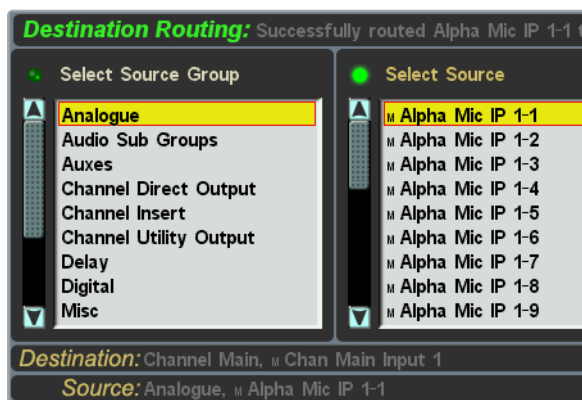 Destination Routing: Successfully routed Alpha Mic IP 1-1 t
Select Source Group
Analogue
Audio Sub Groups
Auxes
Channel Direct Output
Channel Insert
Channel Utility Output
Delay
Digital
Misc
Select Source
M Alpha Mic IP 1-1
M Alpha Mic IP 1-2
M Alpha Mic IP 1-3
M Alpha Mic IP 1-4
M Alpha Mic IP 1-5
M Alpha Mic IP 1-6
M Alpha Mic IP 1-7
M Alpha Mic IP 1-8
M Alpha Mic IP 1-9
Destination: Channel Main, M Chan Main Input 1
Source: Analogue, M Alpha Mic IP 1-1